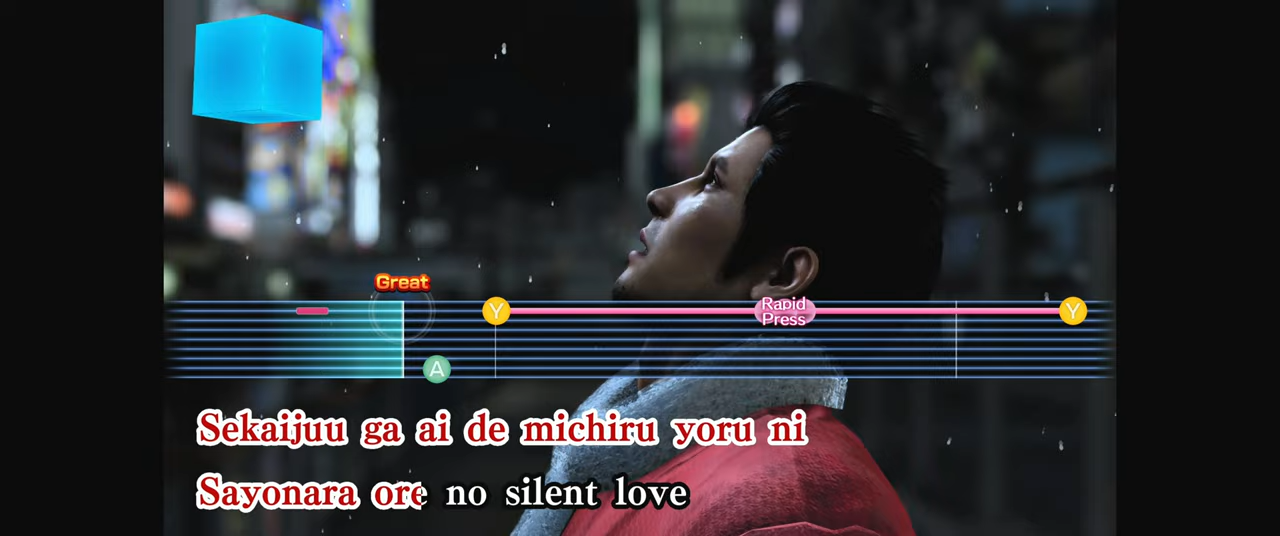 Great
Y Rapid Press Y
A
Sekaijuu ga ai de michiru yoru ni
Sayonara ore no silent love